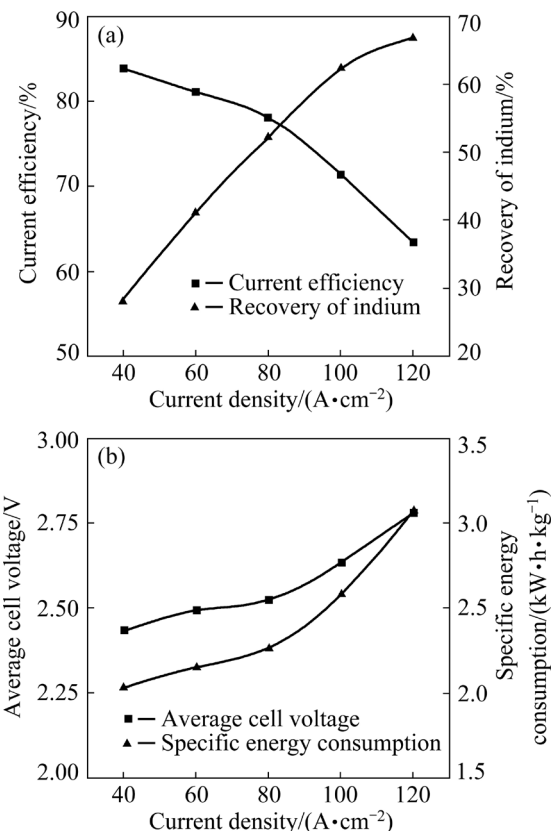 (a)
90
80
70
60
50
Current efficiency/%
70
60
50
40
30
20
Recovery of indium/%
Current efficiency
Recovery of indium
40 60 80 100 120
Current density/(A•cm⁻²)
(b)
3.00
2.75
2.50
2.25
2.00
Average cell voltage/V
3.5
3.0
2.5
2.0
1.5
Specific energy
consumption/(kW•h•kg⁻¹)
Average cell voltage
Specific energy consumption
40 60 80 100 120
Current density/(A•cm⁻²)